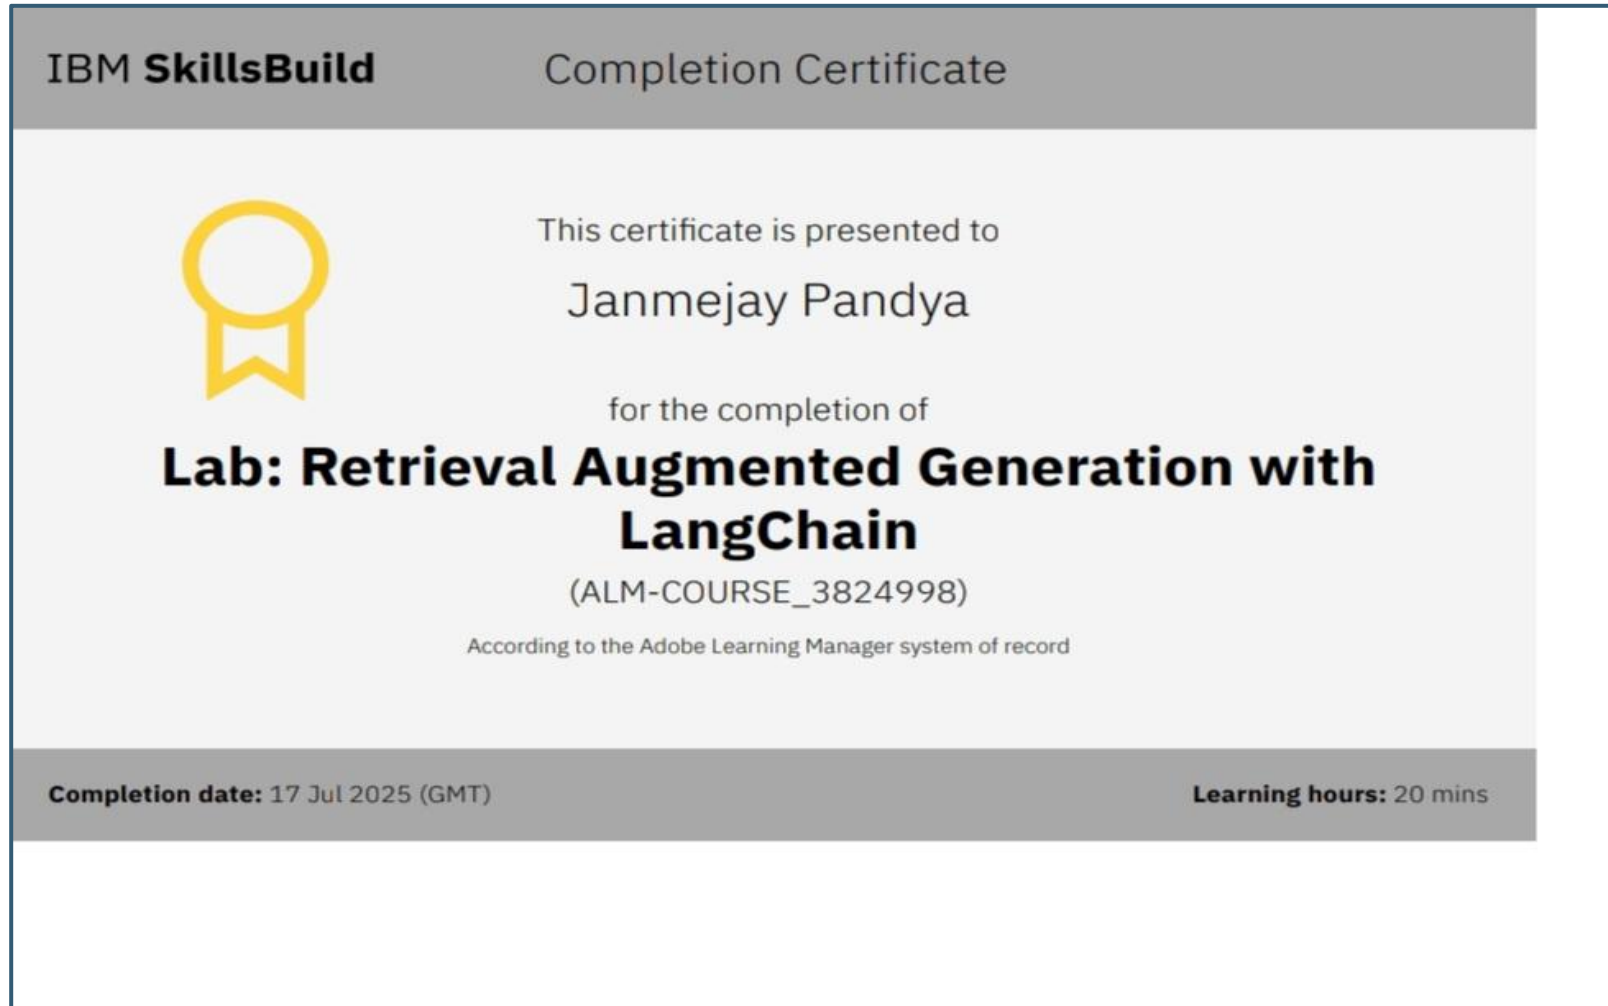 IBM SkillsBuild
Completion Certificate
This certificate is presented to
Janmejay Pandya
for the completion of
Lab: Retrieval Augmented Generation with
LangChain
(ALM-COURSE_3824998)
According to the Adobe Learning Manager system of record
Completion date: 17 Jul 2025 (GMT)
Learning hours: 20 mins